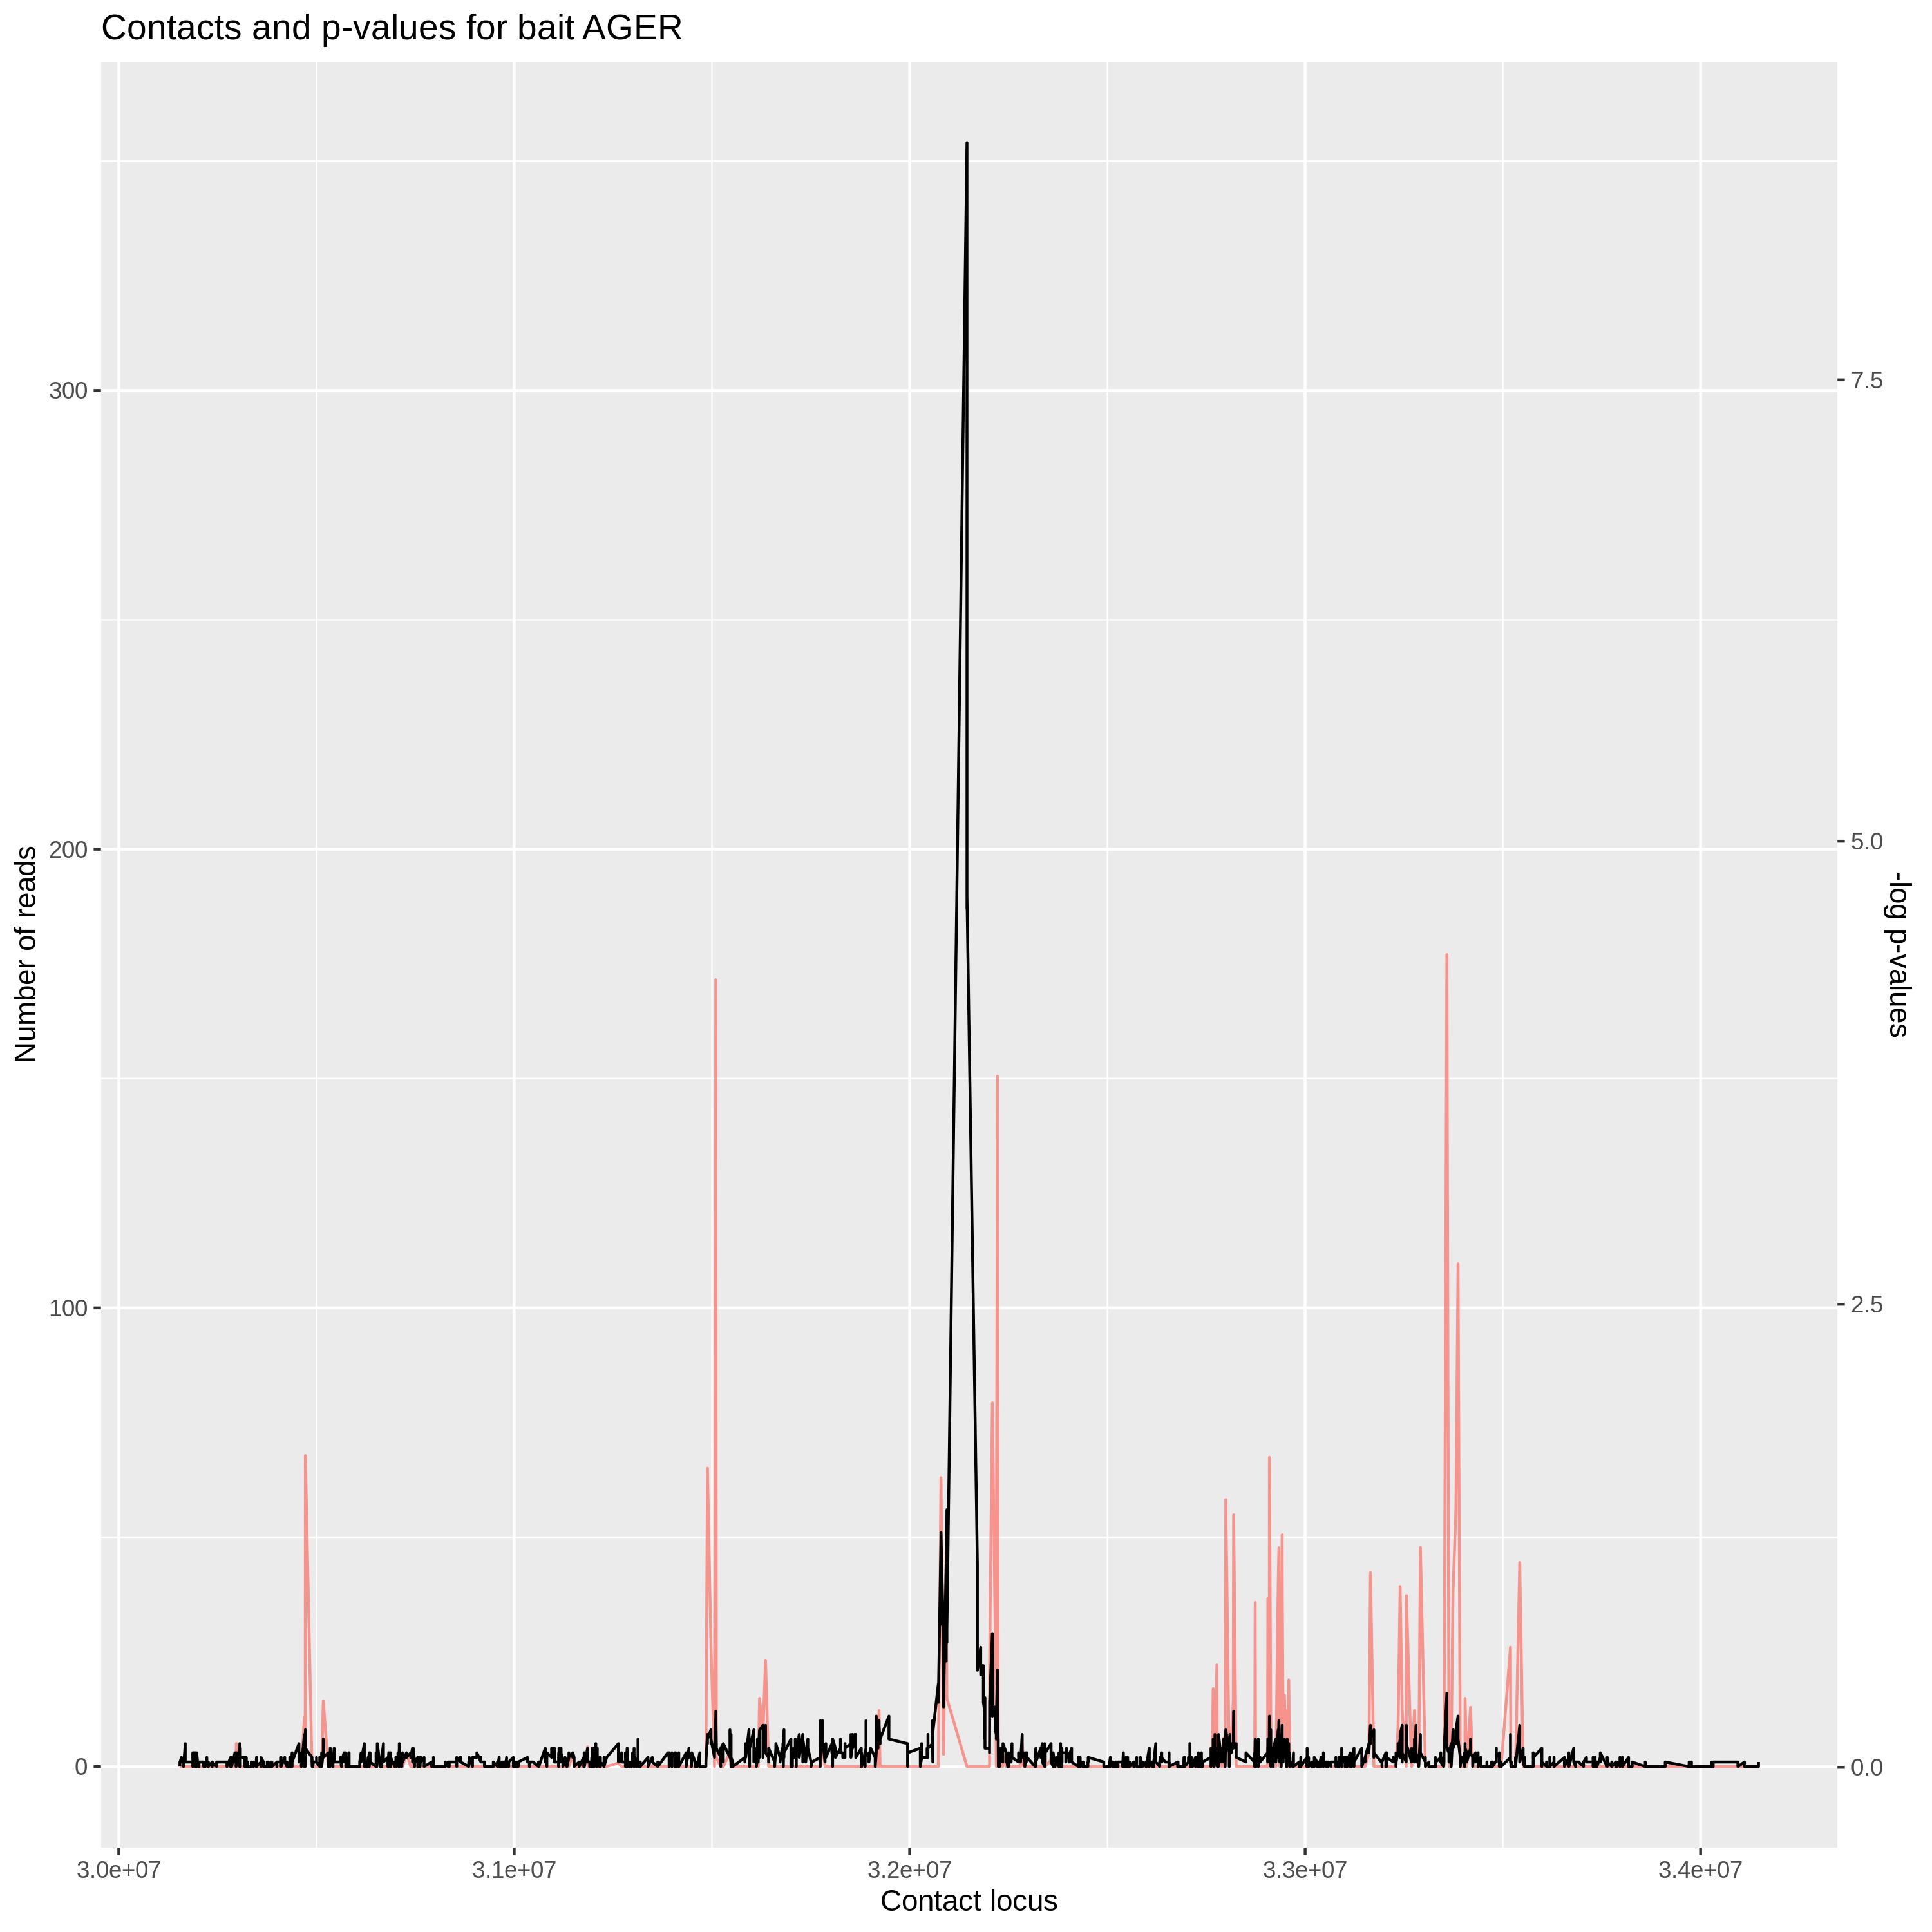 Contacts and p-values for bait AGER
Number of reads
300
200
100
0
7.5
5.0
2.5
0.0
-log p-values
3.0e+07
3.1e+07
3.2e+07
3.3e+07
3.4e+07
Contact locus